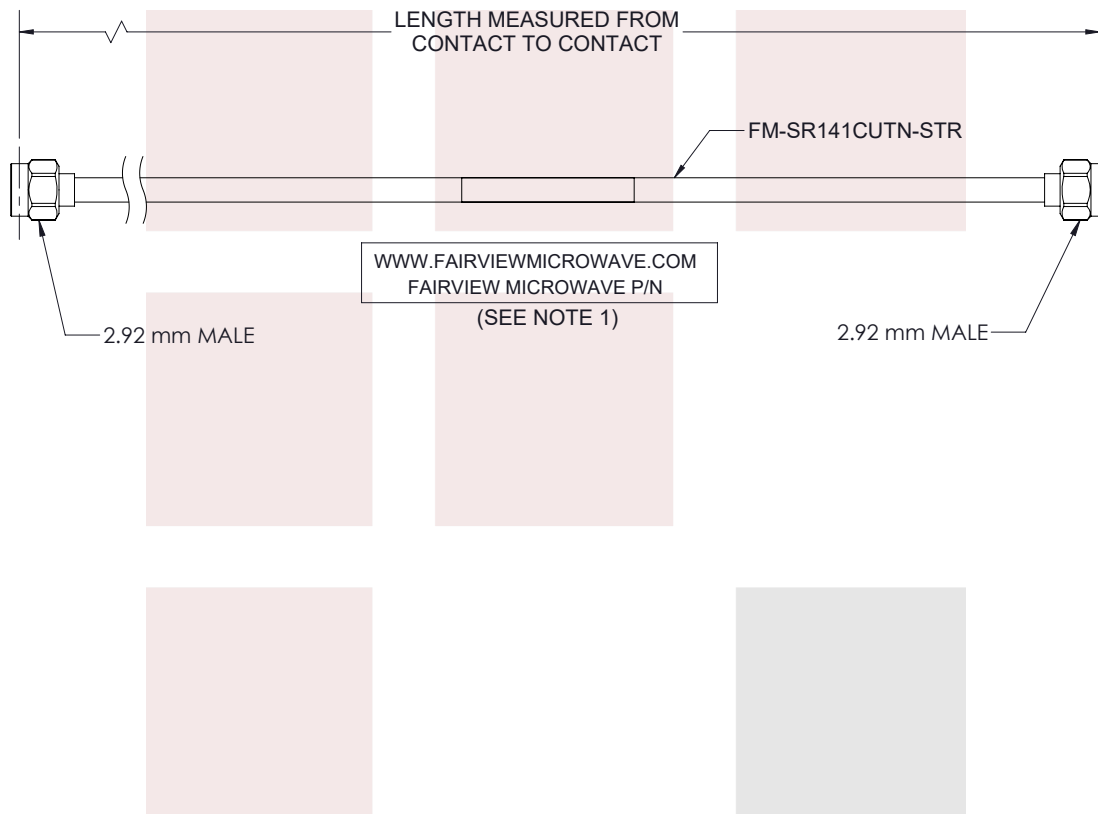 LENGTH MEASURED FROM
CONTACT TO CONTACT
FM-SR141CUTN-STR
WWW.FAIRVIEWMICROWAVE.COM
FAIRVIEW MICROWAVE P/N
(SEE NOTE 1)
2.92 mm MALE
2.92 mm MALE